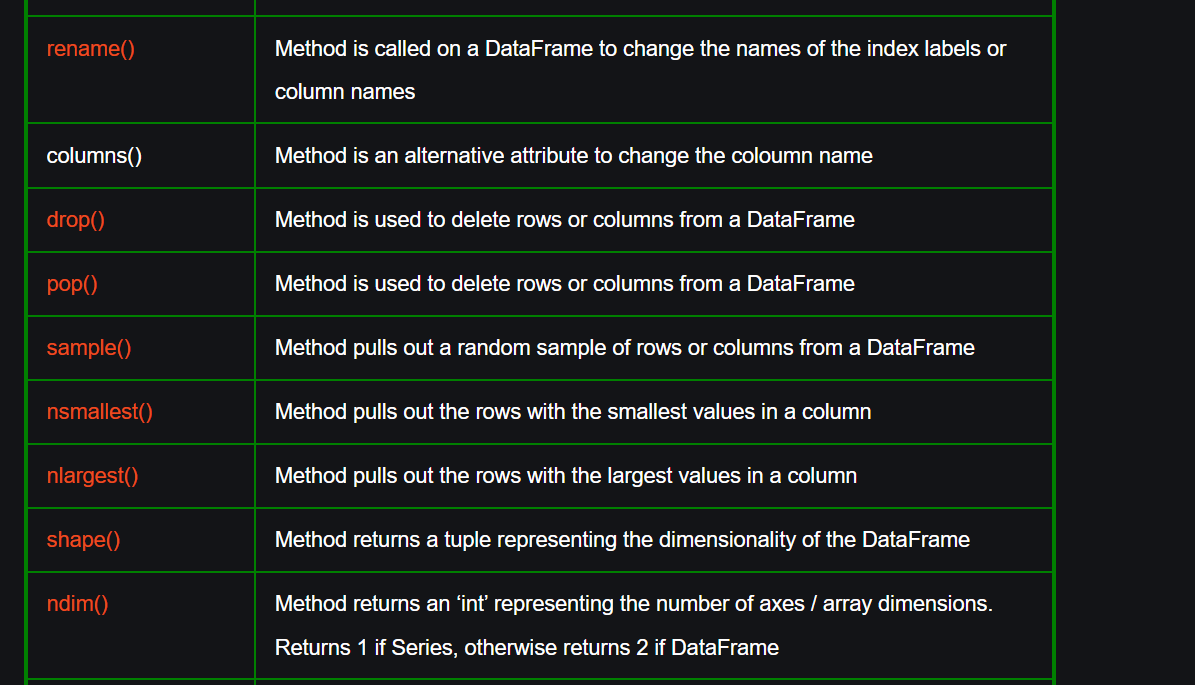 rename()
Method is called on a DataFrame to change the names of the index labels or
column names
columns()
Method is an alternative attribute to change the coloumn name
drop()
Method is used to delete rows or columns from a DataFrame
pop()
Method is used to delete rows or columns from a DataFrame
sample()
Method pulls out a random sample of rows or columns from a DataFrame
nsmallest()
Method pulls out the rows with the smallest values in a column
nlargest()
Method pulls out the rows with the largest values in a column
shape()
Method returns a tuple representing the dimensionality of the DataFrame
ndim()
Method returns an ‘int’ representing the number of axes / array dimensions.
Returns 1 if Series, otherwise returns 2 if DataFrame